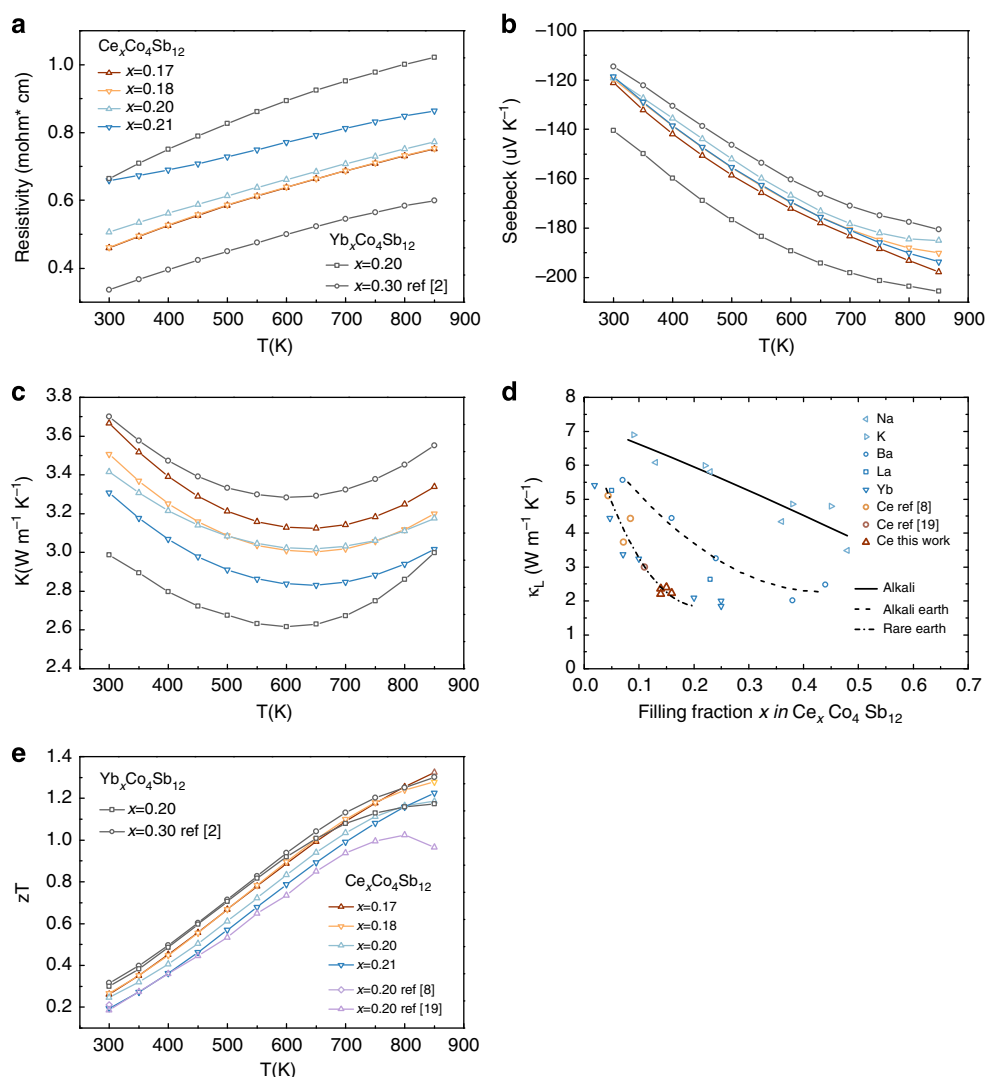 a
Resistivity (mohm* cm)
1.0
0.8
0.6
0.4
CeₓCo₄Sb₁₂
x=0.17
x=0.18
x=0.20
x=0.21
YbₓCo₄Sb₁₂
x=0.20
x=0.30 ref [2]
300 400 500 600 700 800 900
T(K)
b
Seebeck (uV K⁻¹)
−100
−120
−140
−160
−180
−200
300 400 500 600 700 800 900
T(K)
c
K(W m⁻¹ K⁻¹)
3.8
3.6
3.4
3.2
3.0
2.8
2.6
2.4
300 400 500 600 700 800 900
T(K)
d
κL (W m⁻¹ K⁻¹)
8
7
6
5
4
3
2
1
0
Na
K
Ba
La
Yb
Ce ref [8]
Ce ref [19]
Ce this work
Alkali
Alkali earth
Rare earth
0.0 0.1 0.2 0.3 0.4 0.5 0.6 0.7
Filling fraction x in Ceₓ Co₄ Sb₁₂
e
zT
1.4
1.2
1.0
0.8
0.6
0.4
0.2
YbₓCo₄Sb₁₂
x=0.20
x=0.30 ref [2]
CeₓCo₄Sb₁₂
x=0.17
x=0.18
x=0.20
x=0.21
x=0.20 ref [8]
x=0.20 ref [19]
300 400 500 600 700 800 900
T(K)